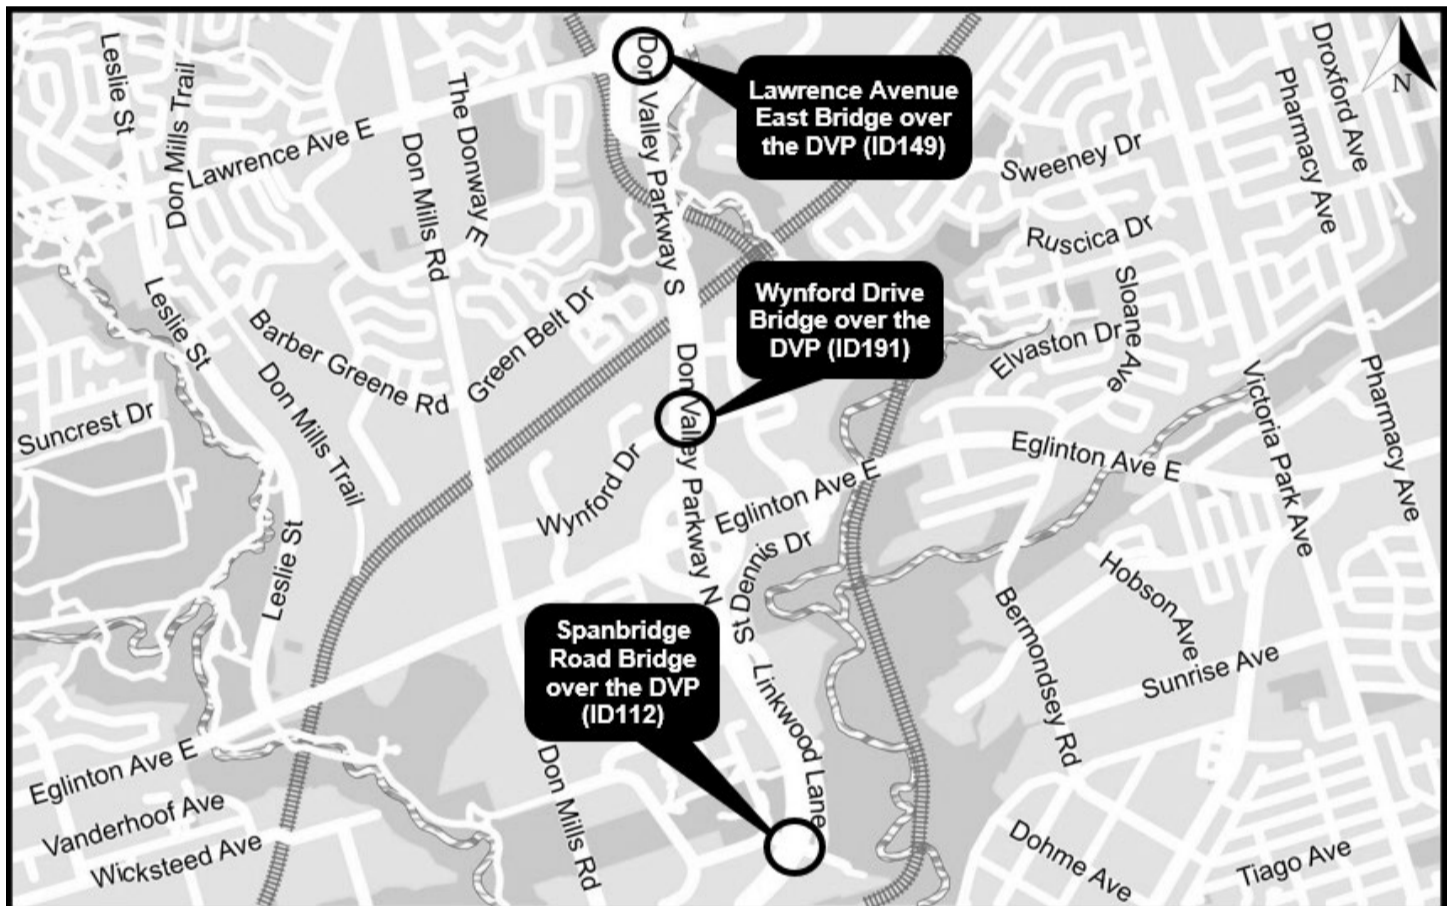 Leslie St
Don Mills Trail
Lawrence Ave E
The Donway E
Don Mills Rd
Don Valley Parkway S
Lawrence Avenue
East Bridge over
the DVP (ID149)
Sweeney Dr
Pharmacy Ave
Droxford Ave
N
Ruscica Dr
Sloane Ave
Elvaston Dr
Leslie St
Barber Greene Rd
Green Belt Dr
Wynford Drive
Bridge over the
DVP (ID191)
Suncrest Dr
Don Mills Trail
Don Valley Parkway N
Wynford Dr
Eglinton Ave E
Eglinton Ave E
Victoria Park Ave
Pharmacy Ave
Leslie St
St Dennis Dr
Hobson Ave
Bermondsey Rd
Sunrise Ave
Spanbridge
Road Bridge
over the DVP
(ID112)
Linkwood Lane
Eglinton Ave E
Vanderhoof Ave
Wicksteed Ave
Don Mills Rd
Dohme Ave
Tiago Ave